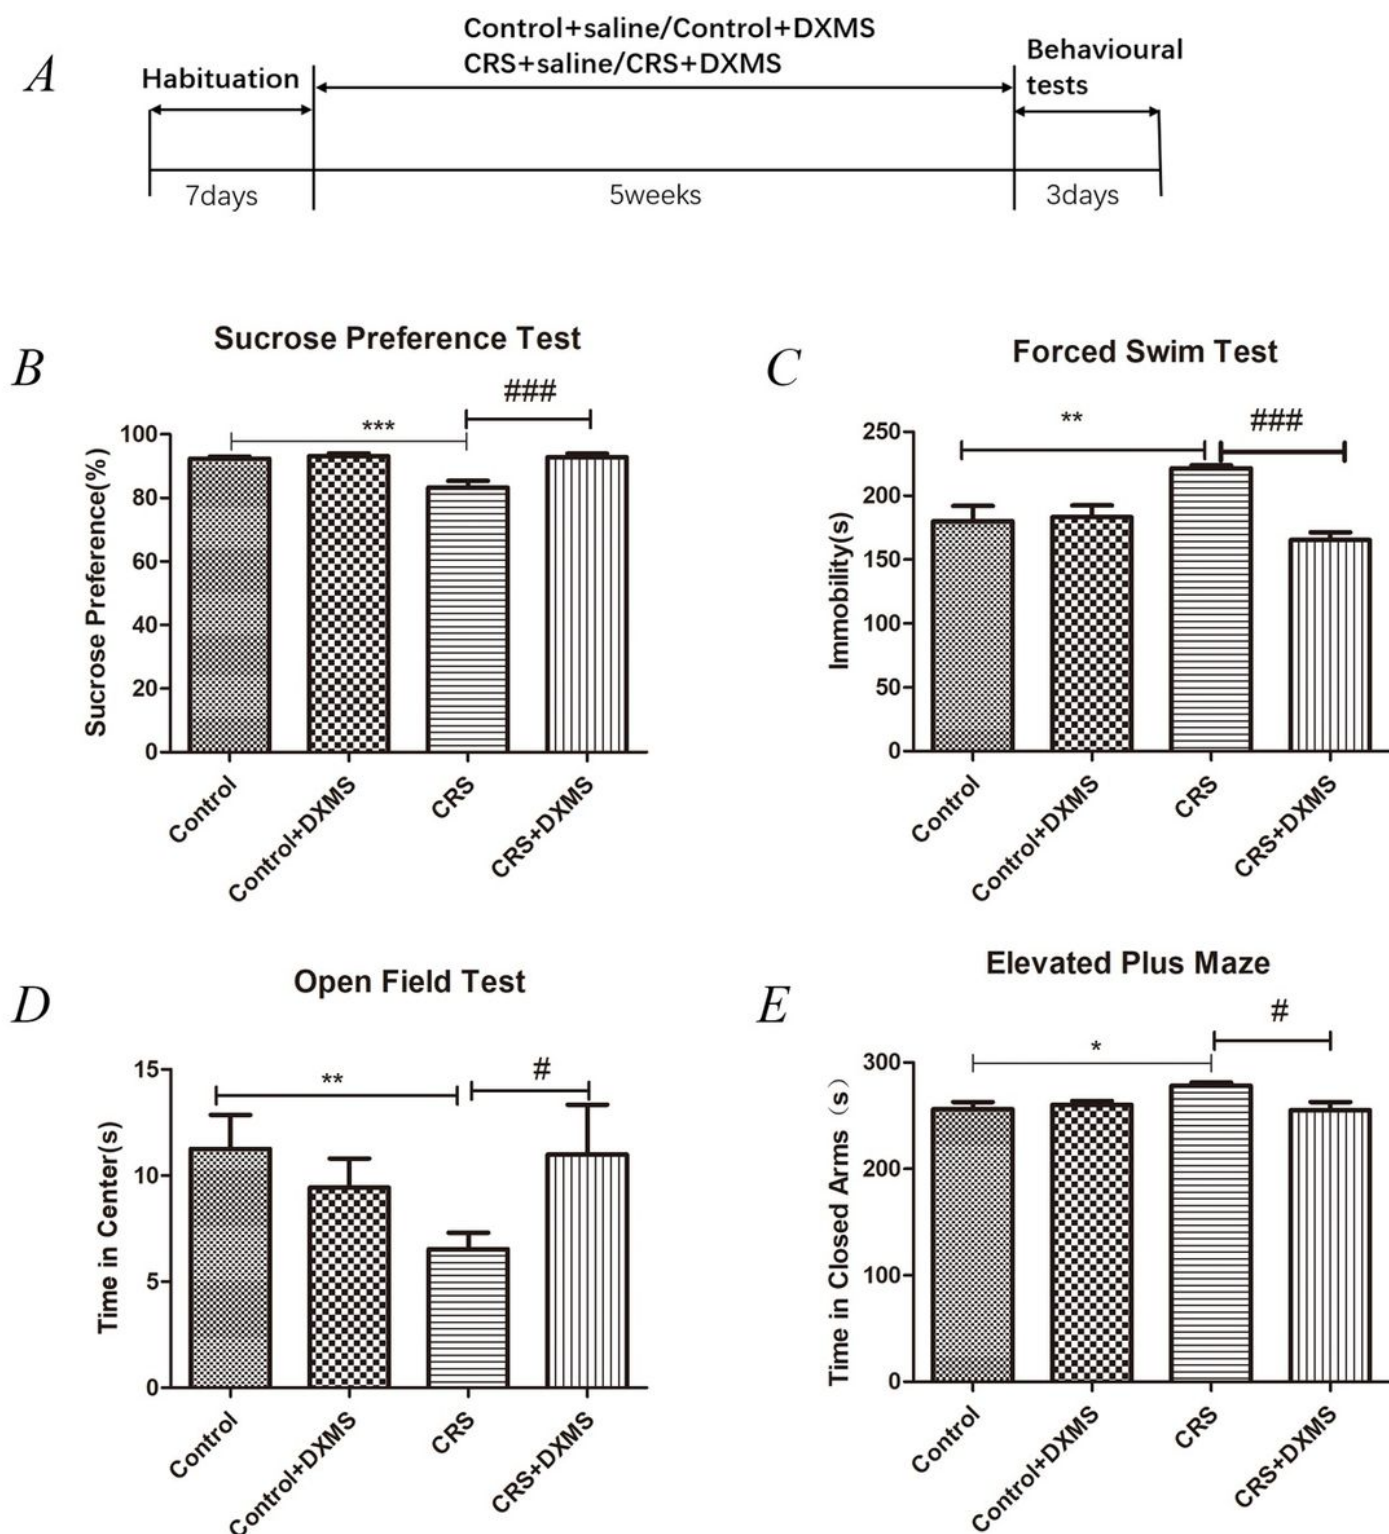 A
Habituation
Control+saline/Control+DXMS
CRS+saline/CRS+DXMS
Behavioural
tests
7days
5weeks
3days
B
Sucrose Preference Test
###
***
Sucrose Preference(%)
100
80
60
40
20
0
Control
Control+DXMS
CRS
CRS+DXMS
C
Forced Swim Test
**
###
Immobility(s)
250
200
150
100
50
0
Control
Control+DXMS
CRS
CRS+DXMS
D
Open Field Test
**
#
Time in Center(s)
15
10
5
0
Control
Control+DXMS
CRS
CRS+DXMS
E
Elevated Plus Maze
*
#
Time in Closed Arms（s）
300
200
100
0
Control
Control+DXMS
CRS
CRS+DXMS